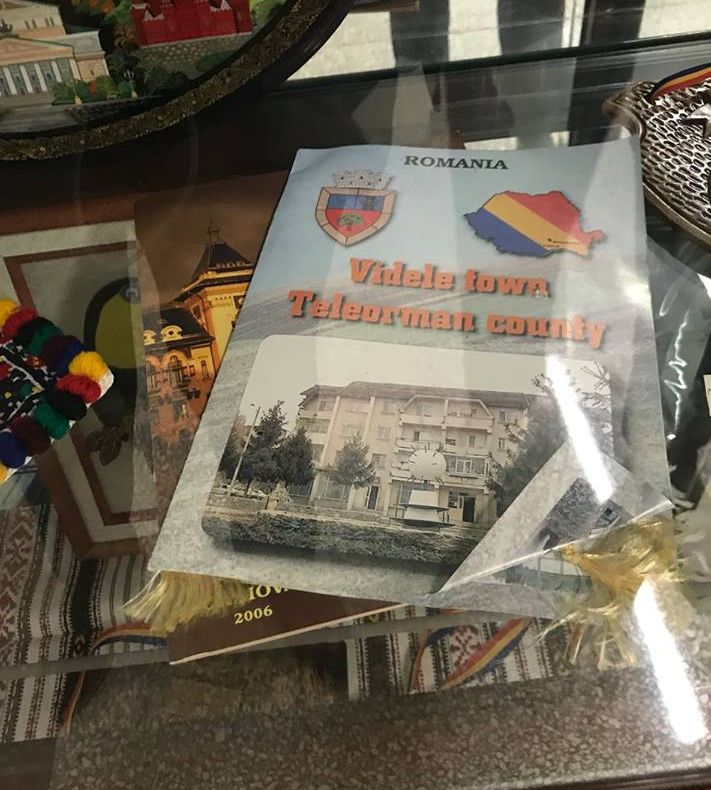 ROMANIA
Videle town
Teleorman county
2006